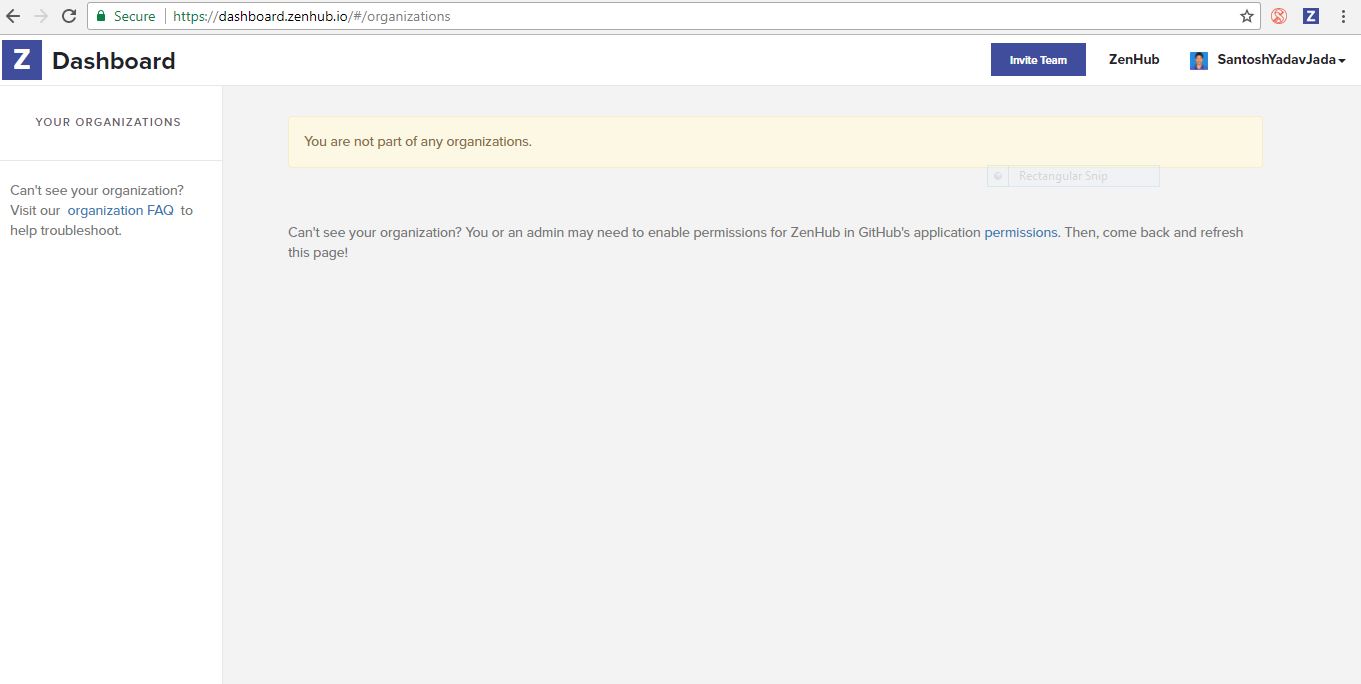 Secure https://dashboard.zenhub.io/#/organizations
Z
Z Dashboard
Invite Team
ZenHub
SantoshYadavJada
YOUR ORGANIZATIONS
Can't see your organization?
Visit our organization FAQ to
help troubleshoot.
You are not part of any organizations.
Rectangular Snip
Can't see your organization? You or an admin may need to enable permissions for ZenHub in GitHub's application permissions. Then, come back and refresh
this page!